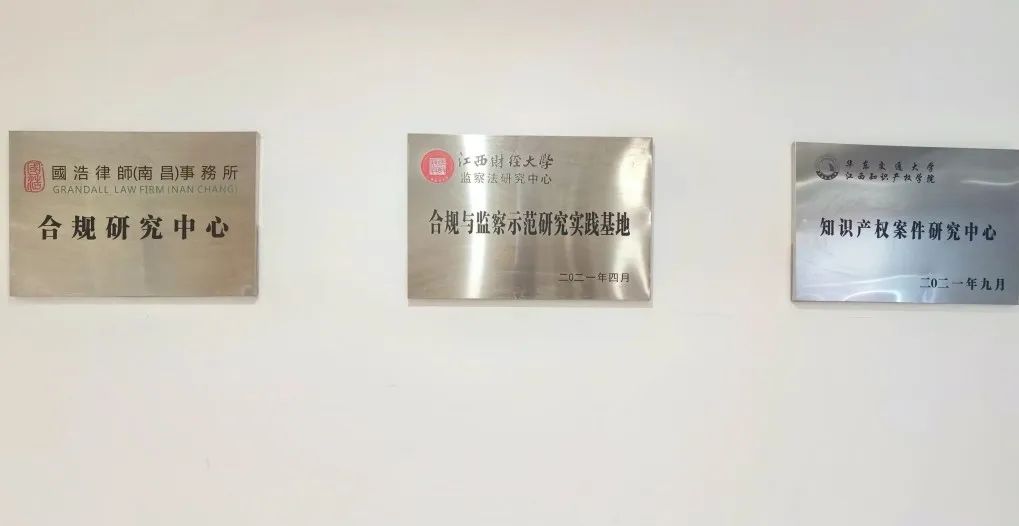 國浩
國浩律師(南昌)事務所
GRANDALL LAW FIRM (NAN CHANG)
合规研究中心
江西财经大学
监察法研究中心
合规与监察示范研究实践基地
二〇二一年四月
华东交通大学
江西知识产权学院
知识产权案件研究中心
二〇二一年九月